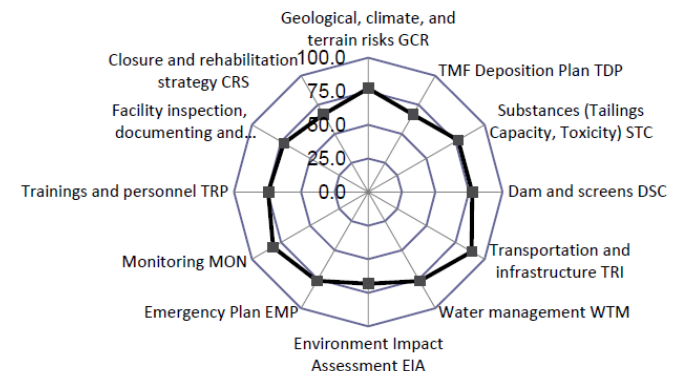 Geological, climate, and
terrain risks GCR
TMF Deposition Plan TDP
Substances (Tailings
Capacity, Toxicity) STC
Dam and screens DSC
Transportation and
infrastructure TRI
Water management WTM
Environment Impact
Assessment EIA
Emergency Plan EMP
Monitoring MON
Trainings and personnel TRP
Facility inspection,
documenting and...
Closure and rehabilitation
strategy CRS
100.0
75.0
50.0
25.0
0.0